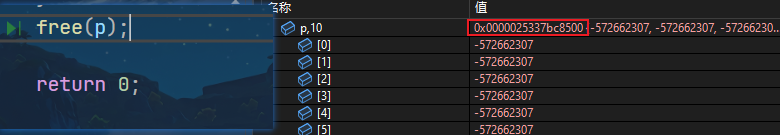 free(p);
return 0;
名称 值
p,10 0x0000025337bc8500 {-572662307, -572662307, -572662307, -57266230...
[0] -572662307
[1] -572662307
[2] -572662307
[3] -572662307
[4] -572662307
[5] -572662307